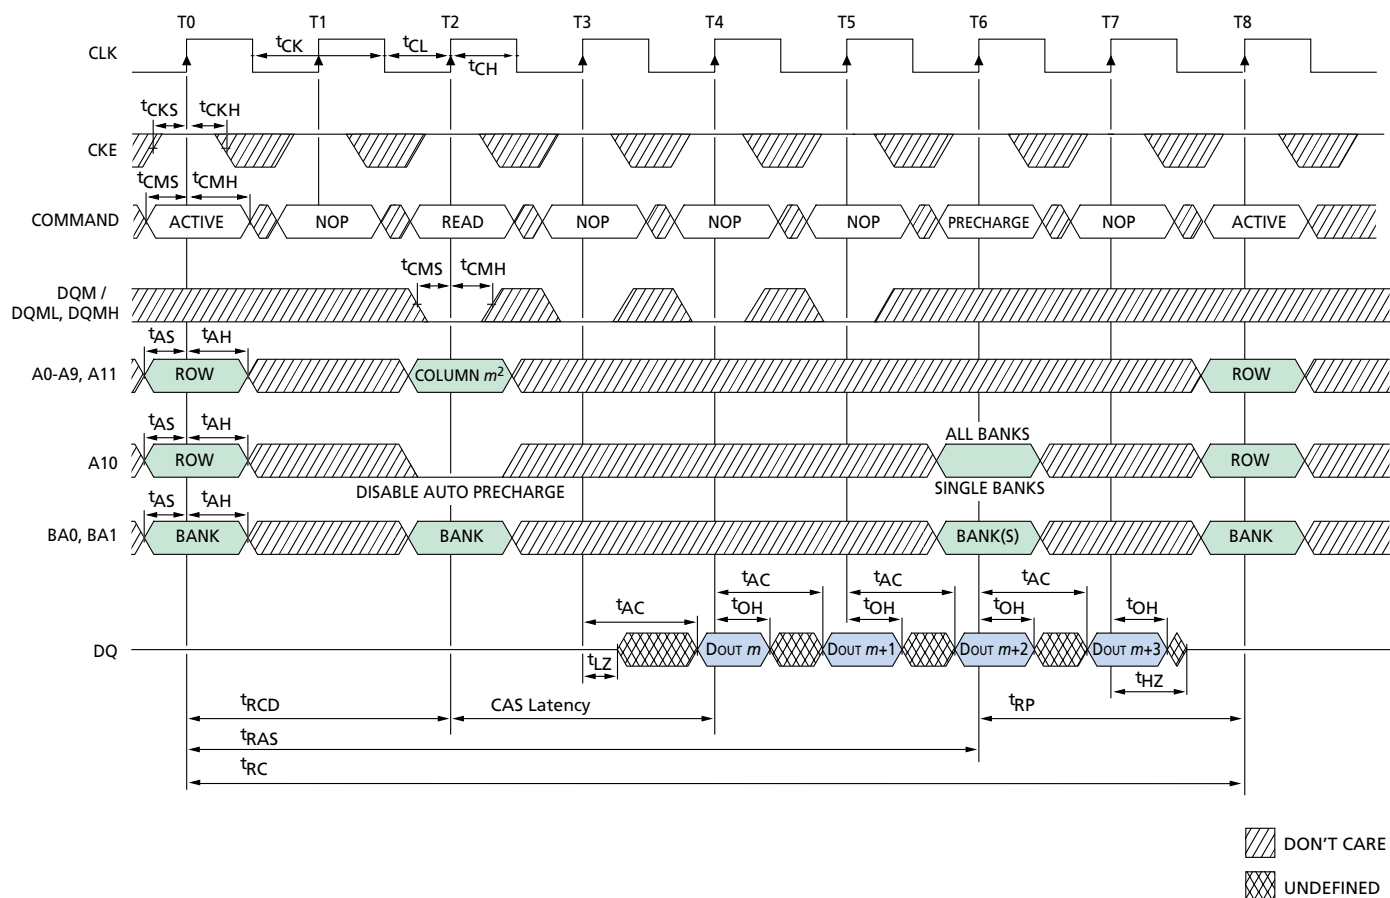 T0 T1 T2 T3 T4 T5 T6 T7 T8
CLK
tCK tCL
tCH
tCKS tCKH
CKE
tCMS tCMH
COMMAND ACTIVE NOP READ NOP NOP NOP PRECHARGE NOP ACTIVE
tCMS tCMH
DQM /
DQML, DQMH
tAS tAH
A0-A9, A11 ROW COLUMN m2 ROW
tAS tAH
ALL BANKS
A10 ROW ROW
DISABLE AUTO PRECHARGE SINGLE BANKS
tAS tAH
BA0, BA1 BANK BANK BANK(S) BANK
tAC tAC tAC
tAC tOH tOH tOH tOH
DQ DOUT m DOUT m+1 DOUT m+2 DOUT m+3
tLZ tHZ
tRCD CAS Latency tRP
tRAS
tRC
DON'T CARE
UNDEFINED